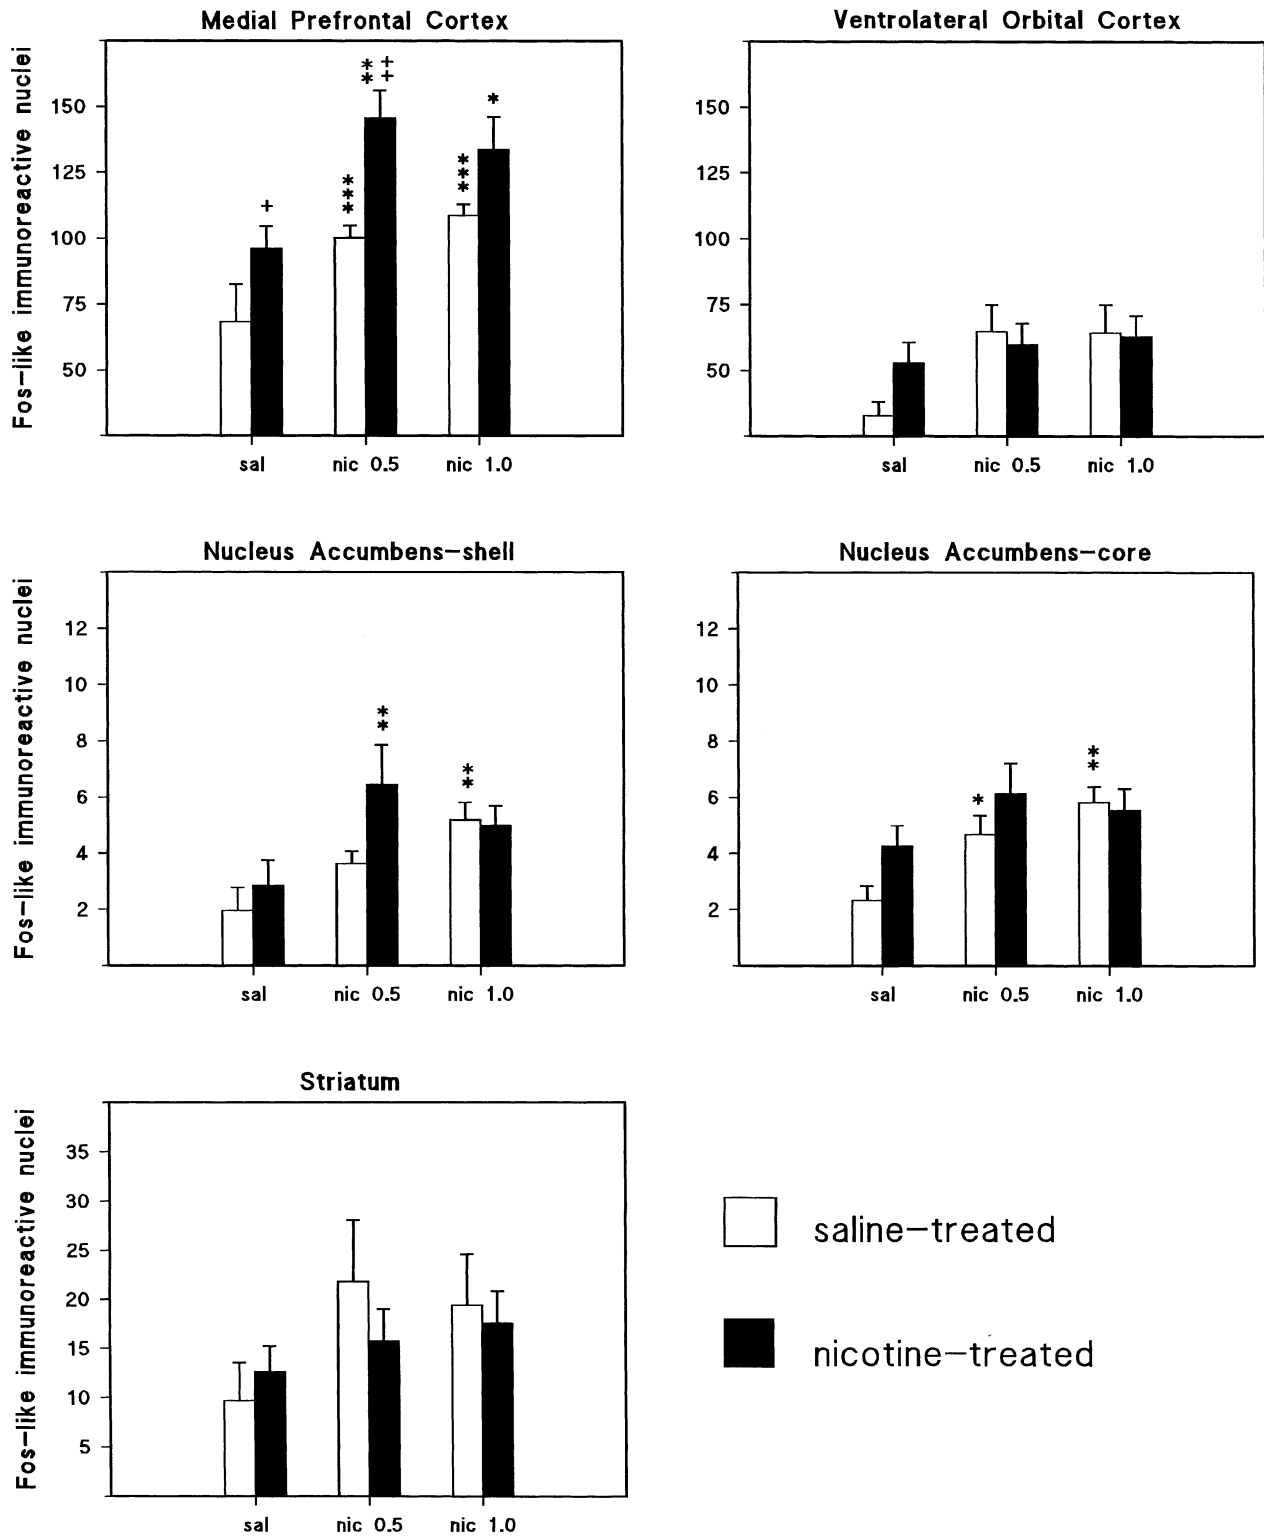 Medial Prefrontal Cortex
Fos-like immunoreactive nuclei
150
125
100
75
50
+
***
**
++
***
*
sal nic 0.5 nic 1.0
Ventrolateral Orbital Cortex
150
125
100
75
50
sal nic 0.5 nic 1.0
Nucleus Accumbens-shell
Fos-like immunoreactive nuclei
12
10
8
6
4
2
**
**
sal nic 0.5 nic 1.0
Nucleus Accumbens-core
12
10
8
6
4
2
*
**
sal nic 0.5 nic 1.0
Striatum
Fos-like immunoreactive nuclei
35
30
25
20
15
10
5
sal nic 0.5 nic 1.0
saline-treated
nicotine-treated